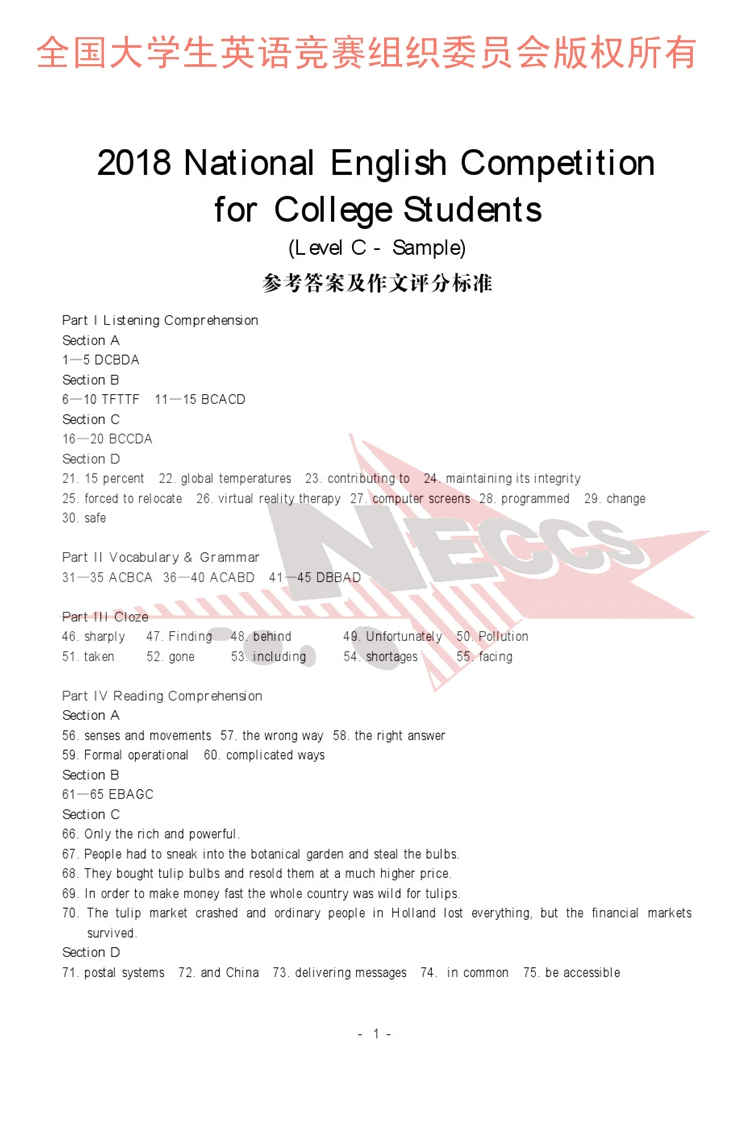 全国大学生英语竞赛组织委员会版权所有
2018 National English Competition
for College Students
(Level C - Sample)
参考答案及作文评分标准
Part I Listening Comprehension
Section A
1—5 DCBDA
Section B
6—10 TFTTF 11—15 BCACD
Section C
16—20 BCCDA
Section D
21. 15 percent 22. global temperatures 23. contributing to 24. maintaining its integrity
25. forced to relocate 26. virtual reality therapy 27. computer screens 28. programmed 29. change
30. safe
NECCS
Part II Vocabulary & Grammar
31—35 ACBCA 36—40 ACABD 41—45 DBBAD
Part III Cloze
46. sharply 47. Finding 48. behind 49. Unfortunately 50. Pollution
51. taken 52. gone 53. including 54. shortages 55. facing
Part IV Reading Comprehension
Section A
56. senses and movements 57. the wrong way 58. the right answer
59. Formal operational 60. complicated ways
Section B
61—65 EBAGC
Section C
66. Only the rich and powerful.
67. People had to sneak into the botanical garden and steal the bulbs.
68. They bought tulip bulbs and resold them at a much higher price.
69. In order to make money fast the whole country was wild for tulips.
70. The tulip market crashed and ordinary people in Holland lost everything, but the financial markets
survived.
Section D
71. postal systems 72. and China 73. delivering messages 74. in common 75. be accessible
- 1 -